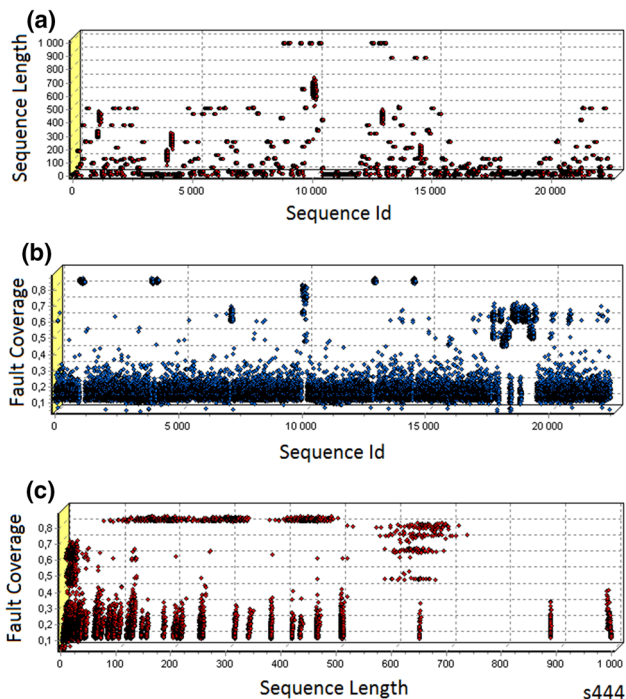 (a)
Sequence Length
1 000
900
800
700
600
500
400
300
200
100
0
0 5 000 10 000 15 000 20 000
Sequence Id
(b)
Fault Coverage
0,8
0,7
0,6
0,5
0,4
0,3
0,2
0,1
0 5 000 10 000 15 000 20 000
Sequence Id
(c)
Fault Coverage
0,8
0,7
0,6
0,5
0,4
0,3
0,2
0,1
0 100 200 300 400 500 600 700 800 900 1 000
Sequence Length
s444